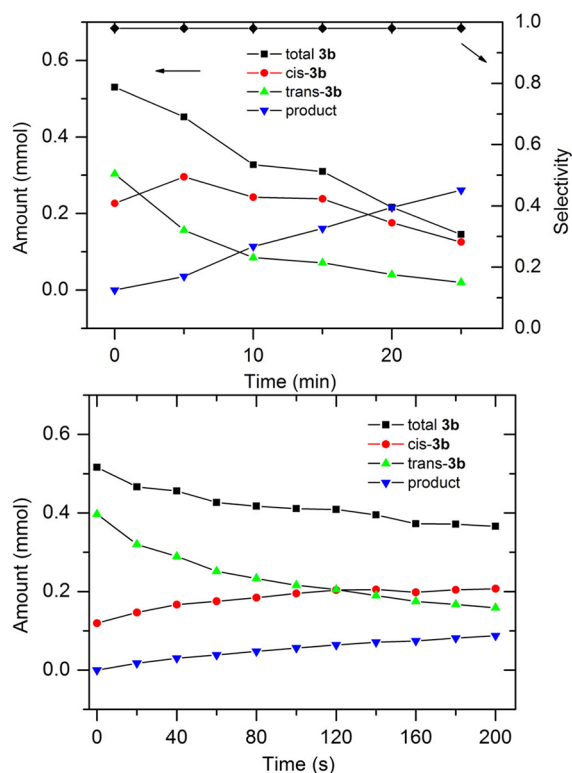 0.6
0.4
0.2
0.0
Amount (mmol)
total 3b
cis-3b
trans-3b
product
1.0
0.8
0.6
0.4
0.2
0.0
Selectivity
0
10
20
Time (min)
0.6
0.4
0.2
0.0
Amount (mmol)
total 3b
cis-3b
trans-3b
product
0
40
80
120
160
200
Time (s)